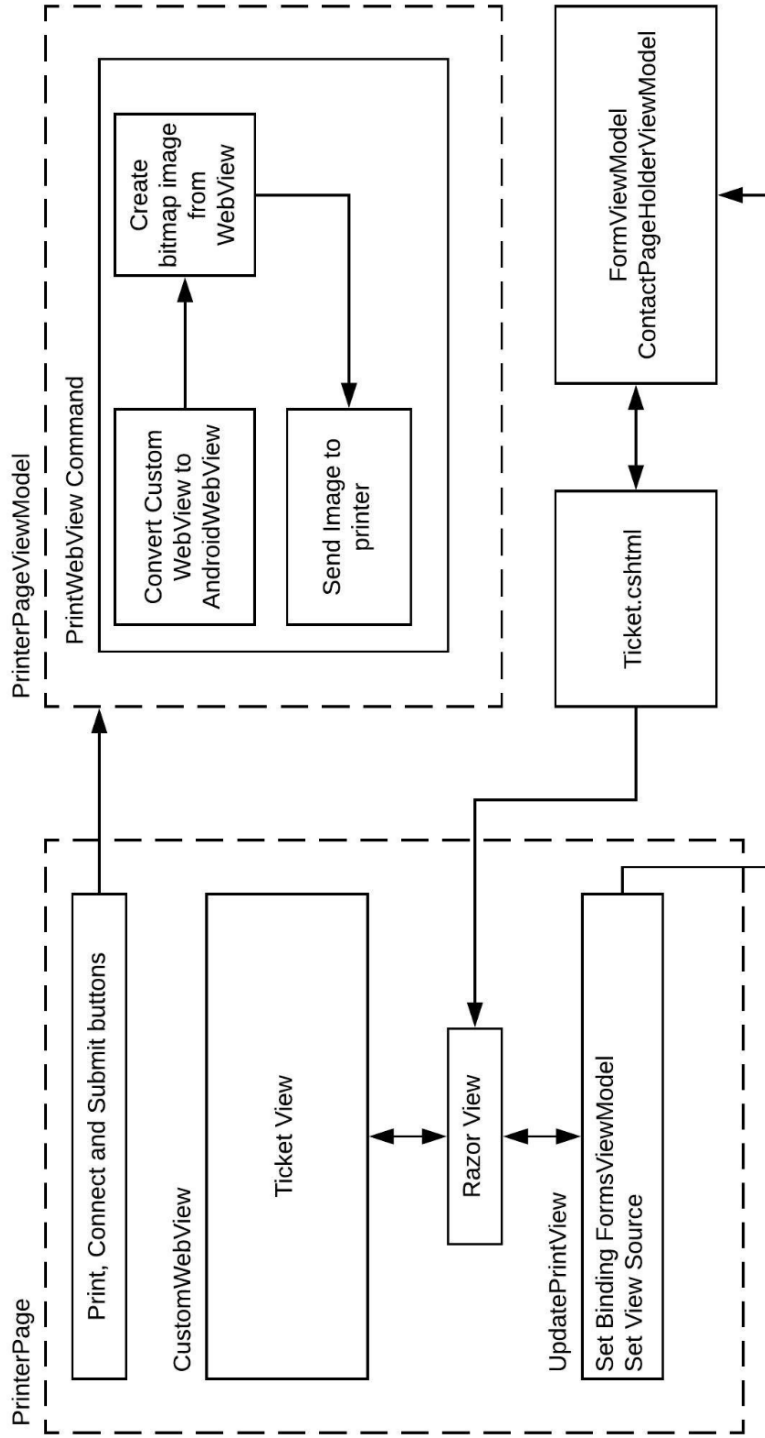 PrinterPage
Print, Connect and Submit buttons
CustomWebView
Ticket View
Razor View
UpdatePrintView
Set Binding FormsViewModel
Set View Source
PrinterPageViewModel
PrintWebView Command
Convert Custom
WebView to
AndroidWebView
Create
bitmap image
from
WebView
Send Image to
printer
Ticket.cshtml
FormViewModel
ContactPageHolderViewModel